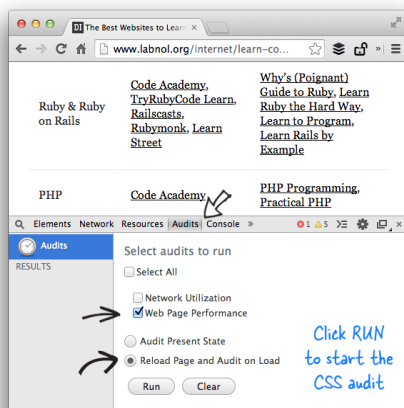 DI The Best Websites to Learn
www.labnol.org/internet/learn-co...
Ruby & Ruby on Rails
Code Academy, TryRubyCode Learn, Railscasts, Rubymonk, Learn Street
Why's (Poignant) Guide to Ruby, Learn Ruby the Hard Way, Learn to Program, Learn Rails by Example
PHP
Code Academy
PHP Programming, Practical PHP
Elements Network Resources Audits Console » 1 5
Audits
RESULTS
Select audits to run
Select All
Network Utilization
Web Page Performance
Audit Present State
Reload Page and Audit on Load
Run Clear
Click RUN
to start the
CSS audit